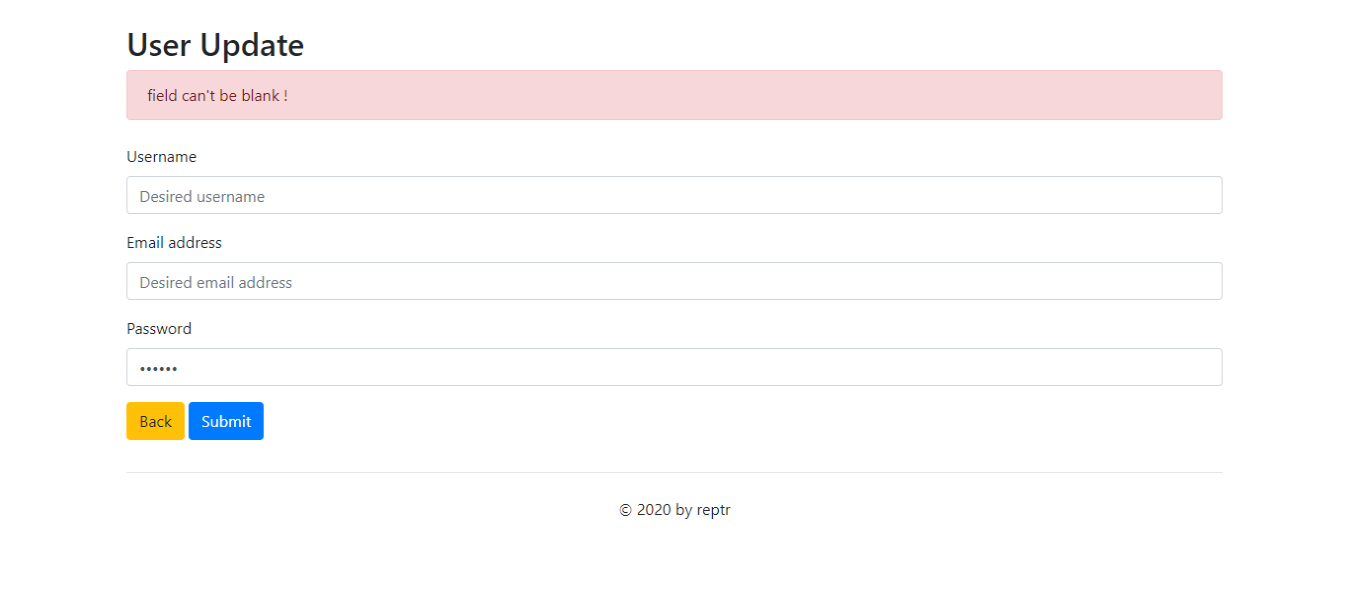 User Update
field can't be blank !
Username
Desired username
Email address
Desired email address
Password
••••••
Back Submit
© 2020 by reptr